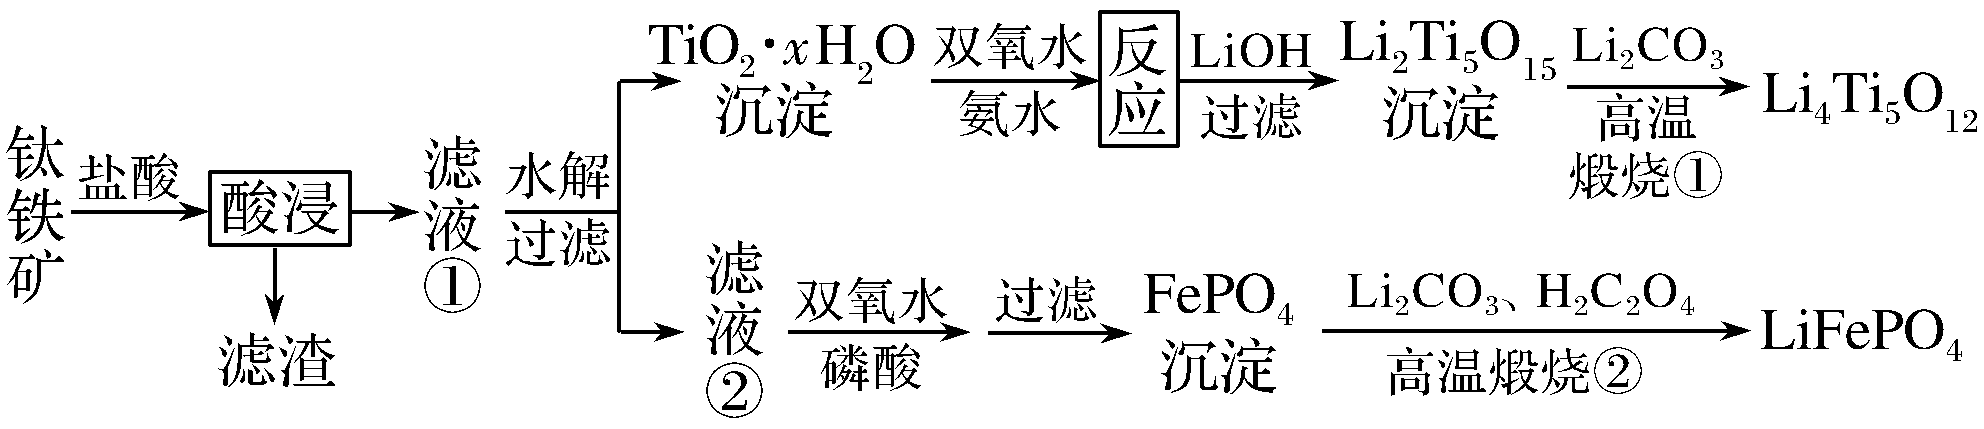 钛铁矿
盐酸
酸浸
滤渣
滤液①
水解
过滤
TiO₂·xH₂O
沉淀
双氧水
氨水
反应
LiOH
过滤
Li₂Ti₅O₁₅
沉淀
Li₂CO₃
高温
煅烧①
Li₄Ti₅O₁₂
滤液②
双氧水
磷酸
过滤
FePO₄
沉淀
Li₂CO₃、H₂C₂O₄
高温煅烧②
LiFePO₄